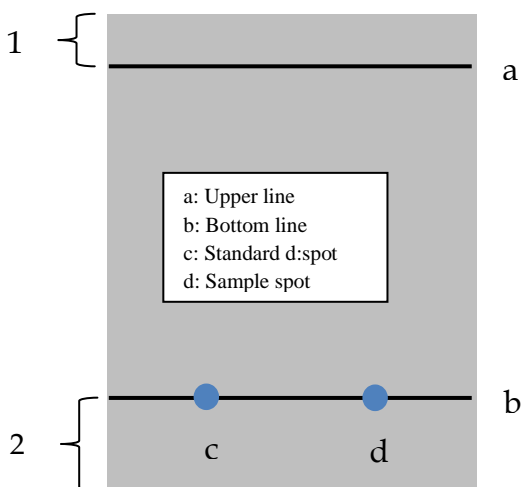 1
a
a: Upper line
b: Bottom line
c: Standard d:spot
d: Sample spot
b
2
c d